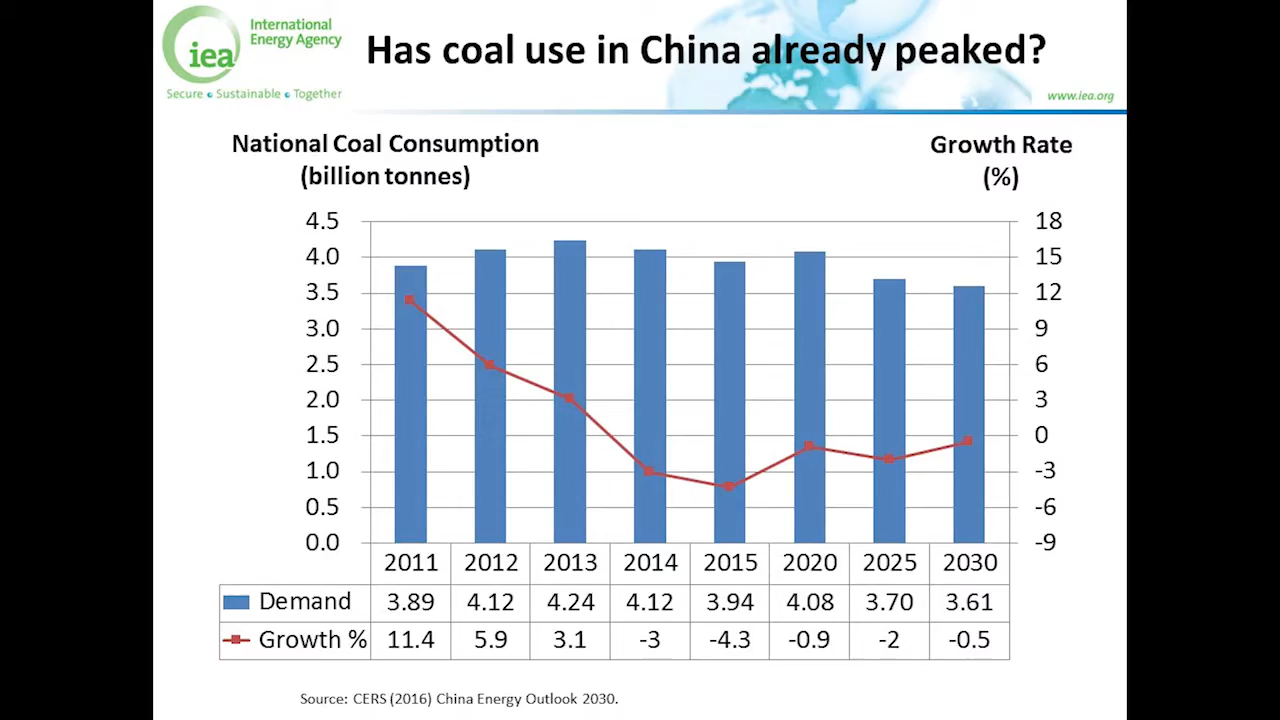 iea
International
Energy Agency
Secure • Sustainable • Together
Has coal use in China already peaked?
www.iea.org
National Coal Consumption
(billion tonnes)
Growth Rate
(%)
4.5 18
4.0 15
3.5 12
3.0 9
2.5 6
2.0 3
1.5 0
1.0 -3
0.5 -6
0.0 -9
2011 2012 2013 2014 2015 2020 2025 2030
Demand 3.89 4.12 4.24 4.12 3.94 4.08 3.70 3.61
Growth % 11.4 5.9 3.1 -3 -4.3 -0.9 -2 -0.5
Source: CERS (2016) China Energy Outlook 2030.